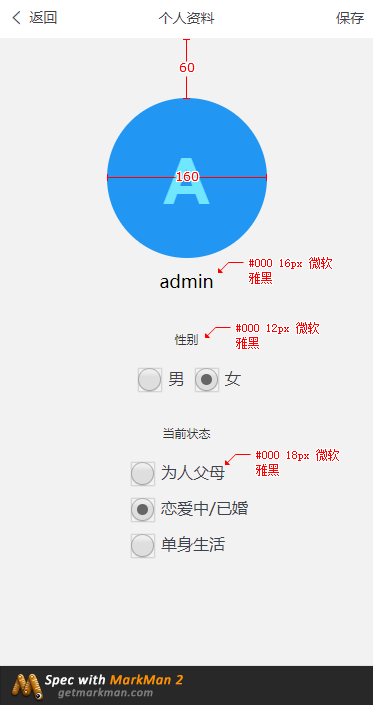 返回 个人资料 保存
60
A
160
#000 16px 微软
雅黑
admin
#000 12px 微软
雅黑
性别
男 女
当前状态
#000 18px 微软
雅黑
为人父母
恋爱中/已婚
单身生活
Spec with MarkMan 2
getmarkman.com